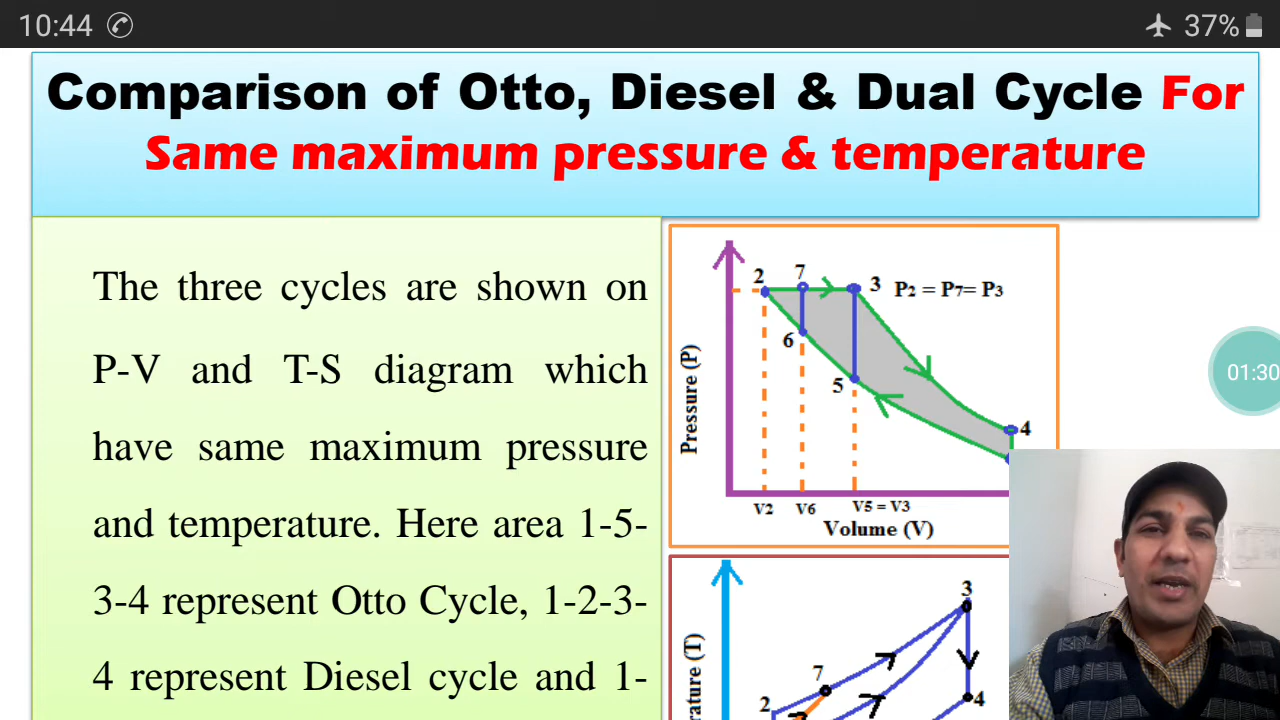 10:44
37%
Comparison of Otto, Diesel & Dual Cycle For
Same maximum pressure & temperature
The three cycles are shown on
P-V and T-S diagram which
have same maximum pressure
and temperature. Here area 1-5-
3-4 represent Otto Cycle, 1-2-3-
4 represent Diesel cycle and 1-
2 7 3 P2 = P7= P3
6
5
4
Pressure (P)
V2 V6 V5 = V3
Volume (V)
01:30
3
7
2
4
rature (T)